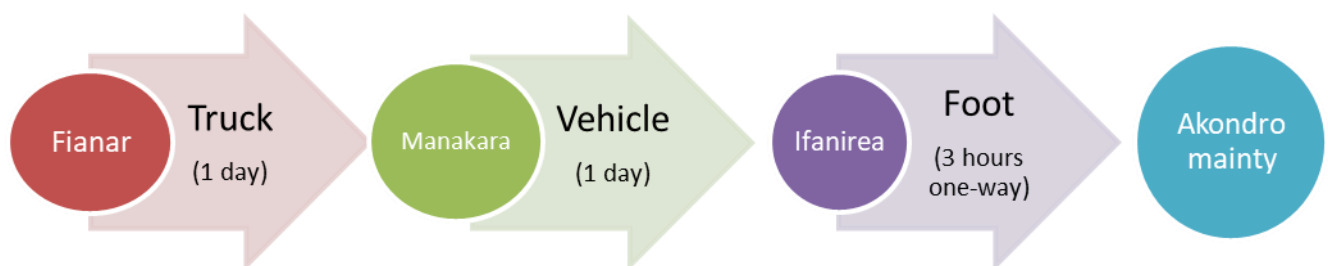 Fianar
Truck
(1 day)
Manakara
Vehicle
(1 day)
Ifanirea
Foot
(3 hours
one-way)
Akondro
mainty